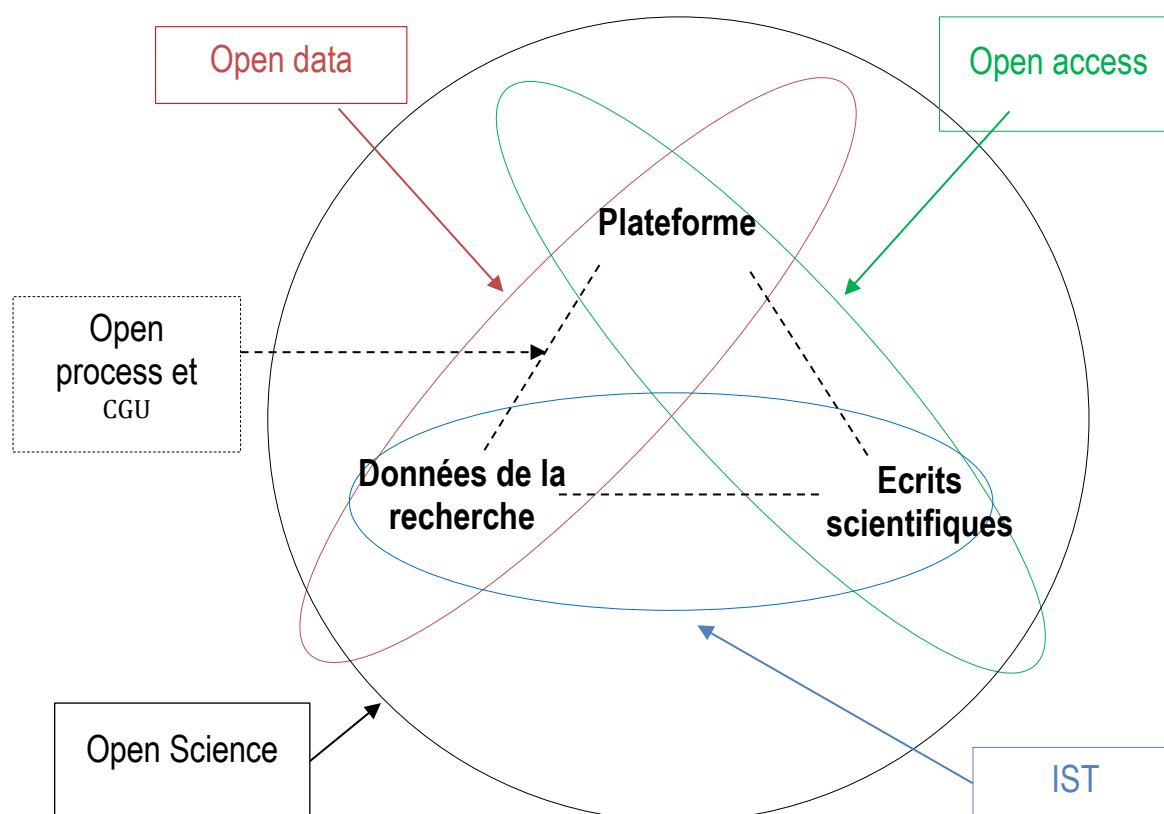 Open data
Open access
Plateforme
Open
process et
CGU
Données de la
recherche
Ecrits
scientifiques
Open Science
IST